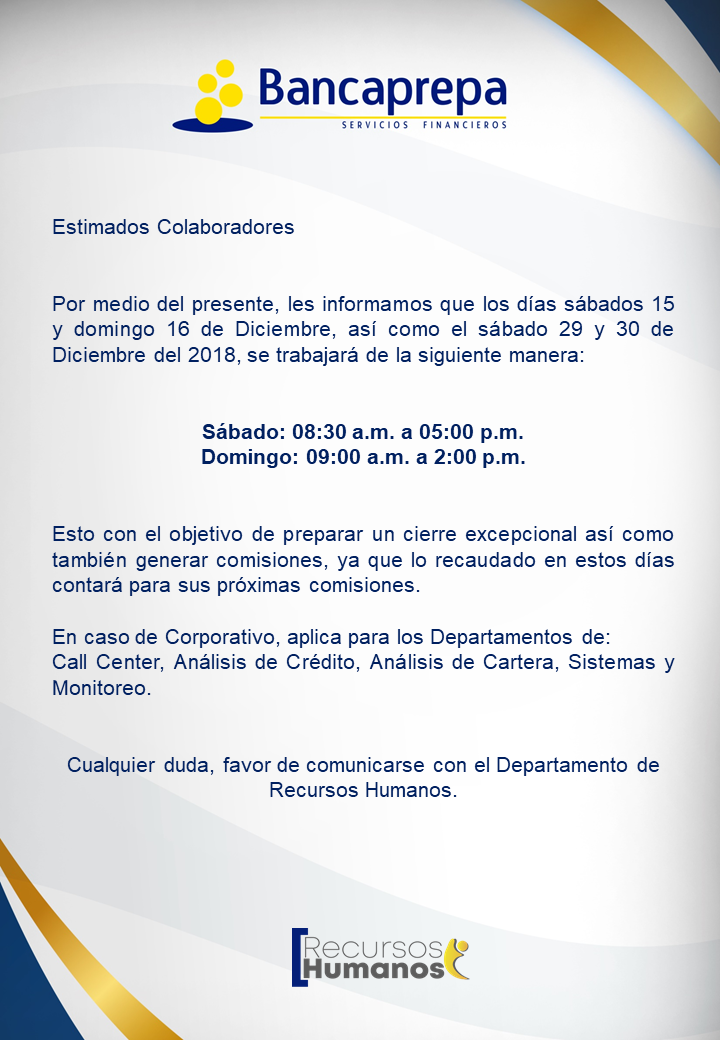 Bancaprepa
SERVICIOS FINANCIEROS
Estimados Colaboradores
Por medio del presente, les informamos que los días sábados 15
y domingo 16 de Diciembre, así como el sábado 29 y 30 de
Diciembre del 2018, se trabajará de la siguiente manera:
Sábado: 08:30 a.m. a 05:00 p.m.
Domingo: 09:00 a.m. a 2:00 p.m.
Esto con el objetivo de preparar un cierre excepcional así como
también generar comisiones, ya que lo recaudado en estos días
contará para sus próximas comisiones.
En caso de Corporativo, aplica para los Departamentos de:
Call Center, Análisis de Crédito, Análisis de Cartera, Sistemas y
Monitoreo.
Cualquier duda, favor de comunicarse con el Departamento de
Recursos Humanos.
Recursos
Humanos